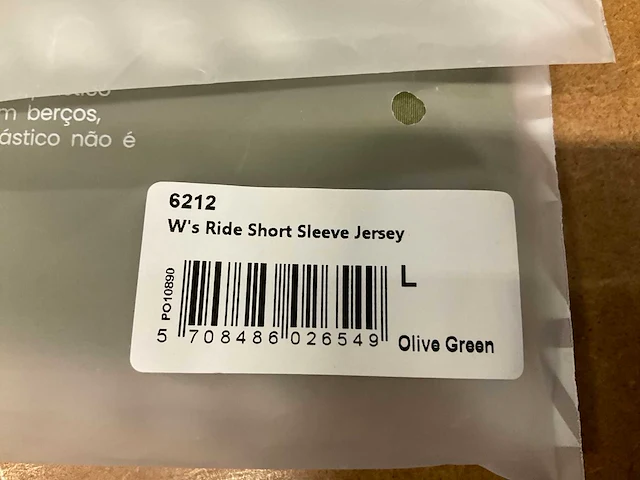 m berços,
ástico não é
6212
W's Ride Short Sleeve Jersey
PO10890
L
5 708486 026549
Olive Green